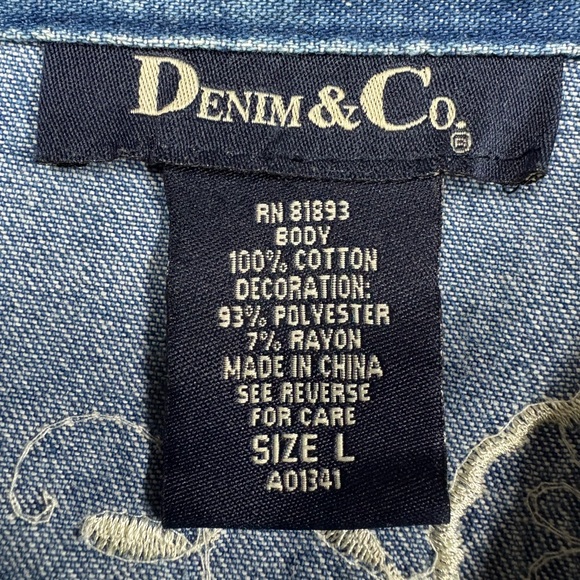 DENIM & CO. ®
RN 81893
BODY
100% COTTON
DECORATION:
93% POLYESTER
7% RAYON
MADE IN CHINA
SEE REVERSE
FOR CARE
SIZE L
A01341